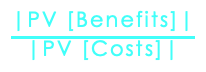 |PV [Benefits]|
|PV [Costs]|